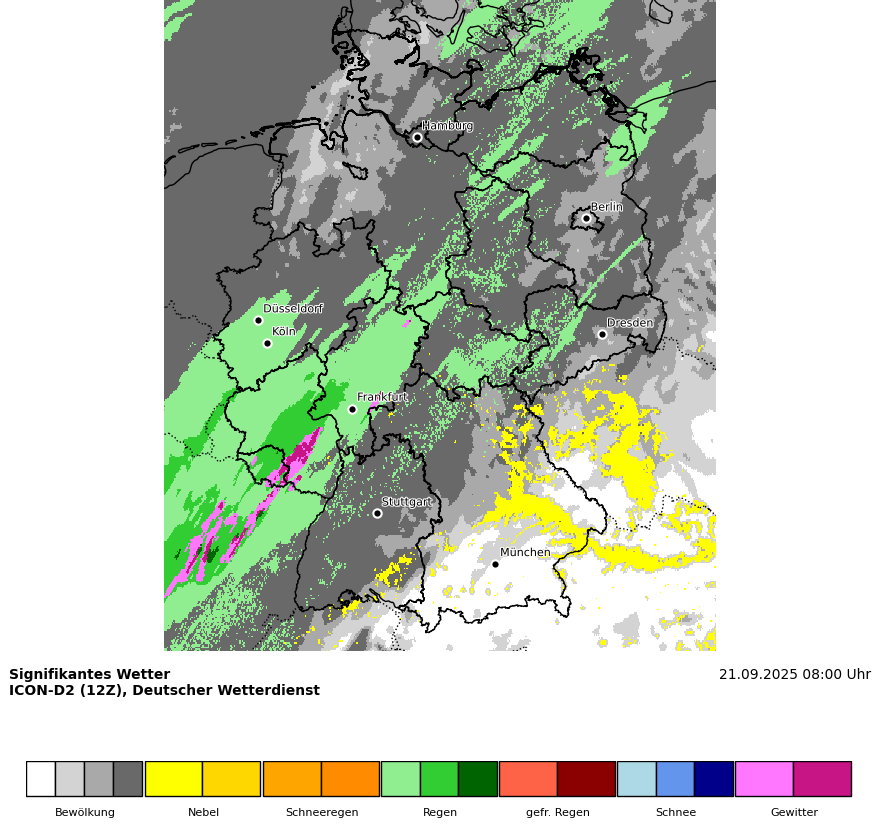 Hamburg
Berlin
Düsseldorf
Köln
Dresden
Frankfurt
Stuttgart
München
Signifikantes Wetter
21.09.2025 08:00 Uhr
ICON-D2 (12Z), Deutscher Wetterdienst
Bewölkung
Nebel
Schneeregen
Regen
gefr. Regen
Schnee
Gewitter